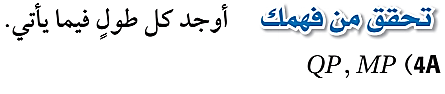 تحقق من فهمك أوجد كل طولٍ فيما يأتي.
QP , MP (4A